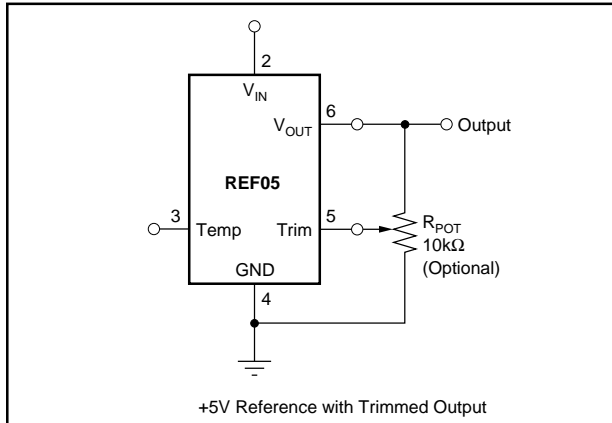 2
V_IN
6
V_OUT
Output
REF05
3
Temp
Trim
5
R_POT
10kΩ
(Optional)
GND
4
+5V Reference with Trimmed Output